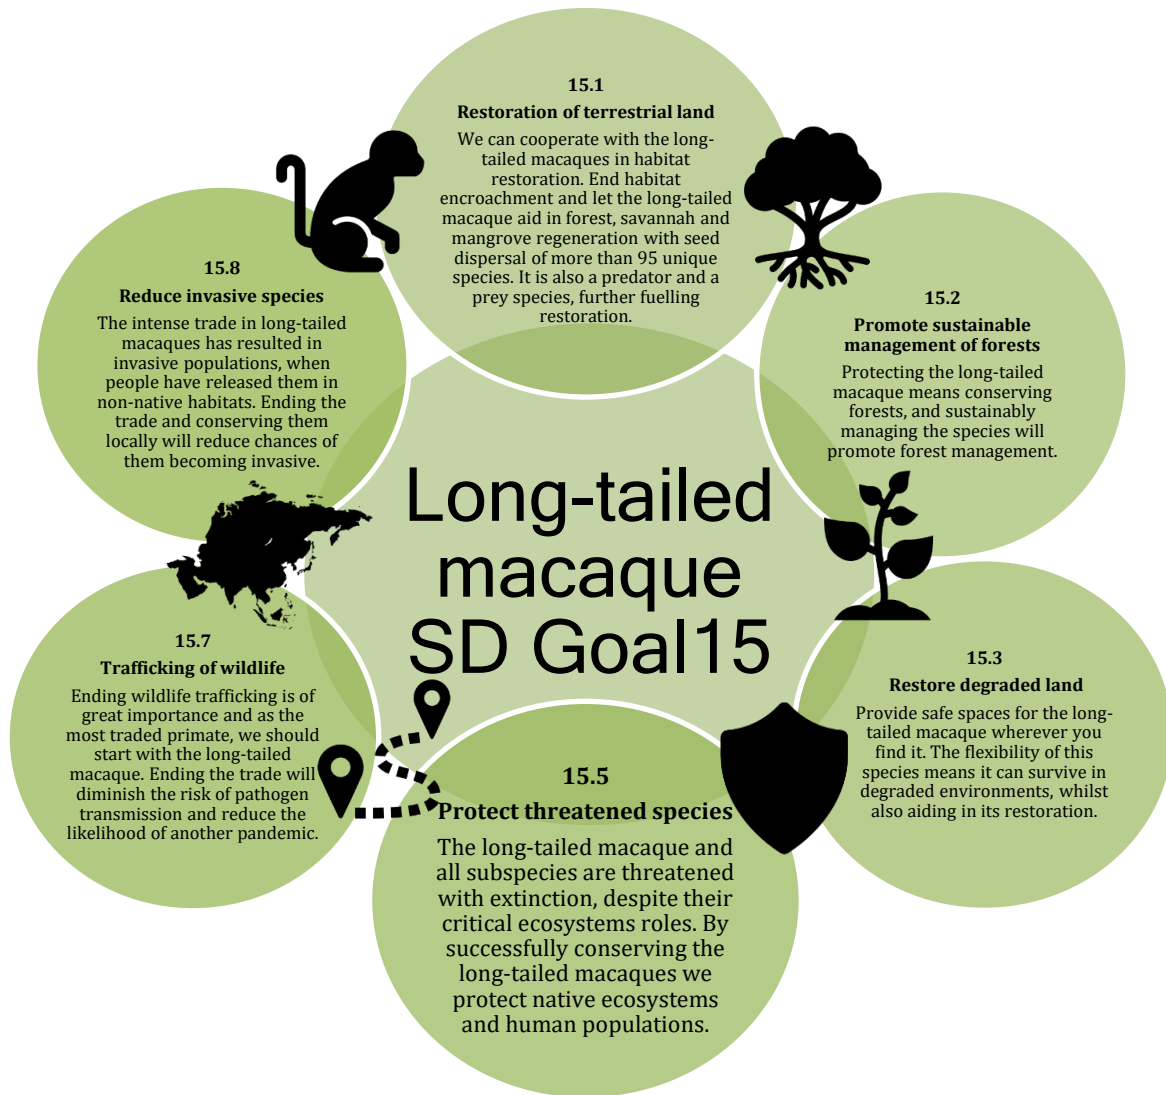 15.1
Restoration of terrestrial land
We can cooperate with the long-
tailed macaques in habitat
restoration. End habitat
encroachment and let the long-tailed
macaque aid in forest, savannah and
mangrove regeneration with seed
dispersal of more than 95 unique
species. It is also a predator and a
prey species, further fuelling
restoration.
15.2
Promote sustainable
management of forests
Protecting the long-tailed
macaque means conserving
forests, and sustainably
managing the species will
promote forest management.
15.3
Restore degraded land
Provide safe spaces for the long-
tailed macaque wherever you
find it. The flexibility of this
species means it can survive in
degraded environments, whilst
also aiding in its restoration.
15.5
Protect threatened species
The long-tailed macaque and
all subspecies are threatened
with extinction, despite their
critical ecosystems roles. By
successfully conserving the
long-tailed macaques we
protect native ecosystems
and human populations.
15.7
Trafficking of wildlife
Ending wildlife trafficking is of
great importance and as the
most traded primate, we should
start with the long-tailed
macaque. Ending the trade will
diminish the risk of pathogen
transmission and reduce the
likelihood of another pandemic.
15.8
Reduce invasive species
The intense trade in long-tailed
macaques has resulted in
invasive populations, when
people have released them in
non-native habitats. Ending the
trade and conserving them
locally will reduce chances of
them becoming invasive.
Long-tailed
macaque
SD Goal15